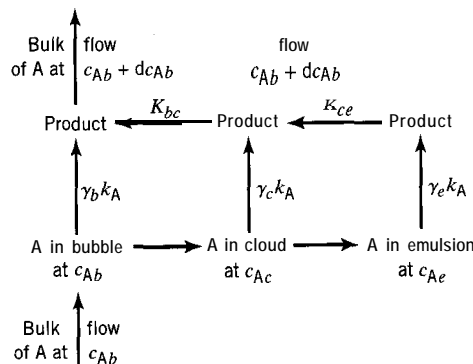 Bulk flow
of A at c_Ab + dc_Ab
flow
c_Ab + dc_Ab
K_bc
K_ce
Product
Product
Product
γ_b k_A
γ_c k_A
γ_e k_A
A in bubble
at c_Ab
A in cloud
at c_Ac
A in emulsion
at c_Ae
Bulk flow
of A at c_Ab